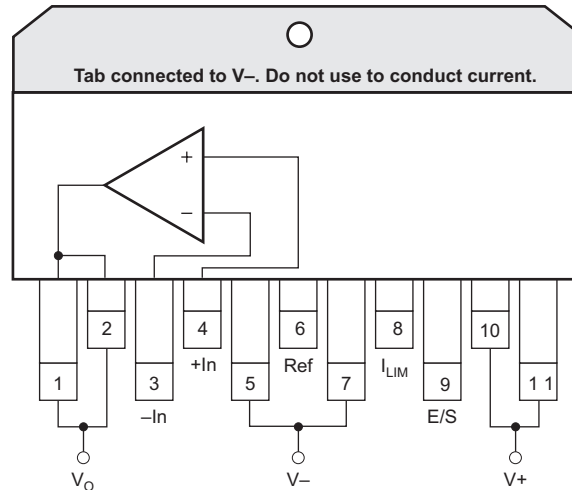 Tab connected to V–. Do not use to conduct current.
+
–
2
4
6
8
10
1
3
5
7
9
11
+In
Ref
I_LIM
–In
E/S
V_O
V–
V+